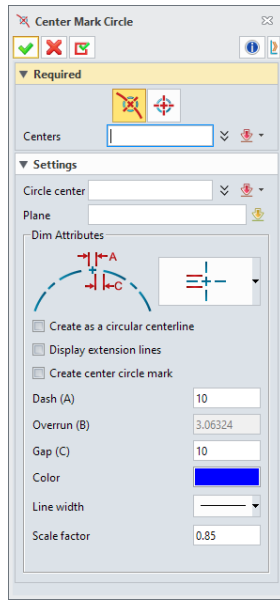 Center Mark Circle
Required
Centers
Settings
Circle center
Plane
Dim Attributes
A
C
Create as a circular centerline
Display extension lines
Create center circle mark
Dash (A) 10
Overrun (B) 3.06324
Gap (C) 10
Color
Line width
Scale factor 0.85